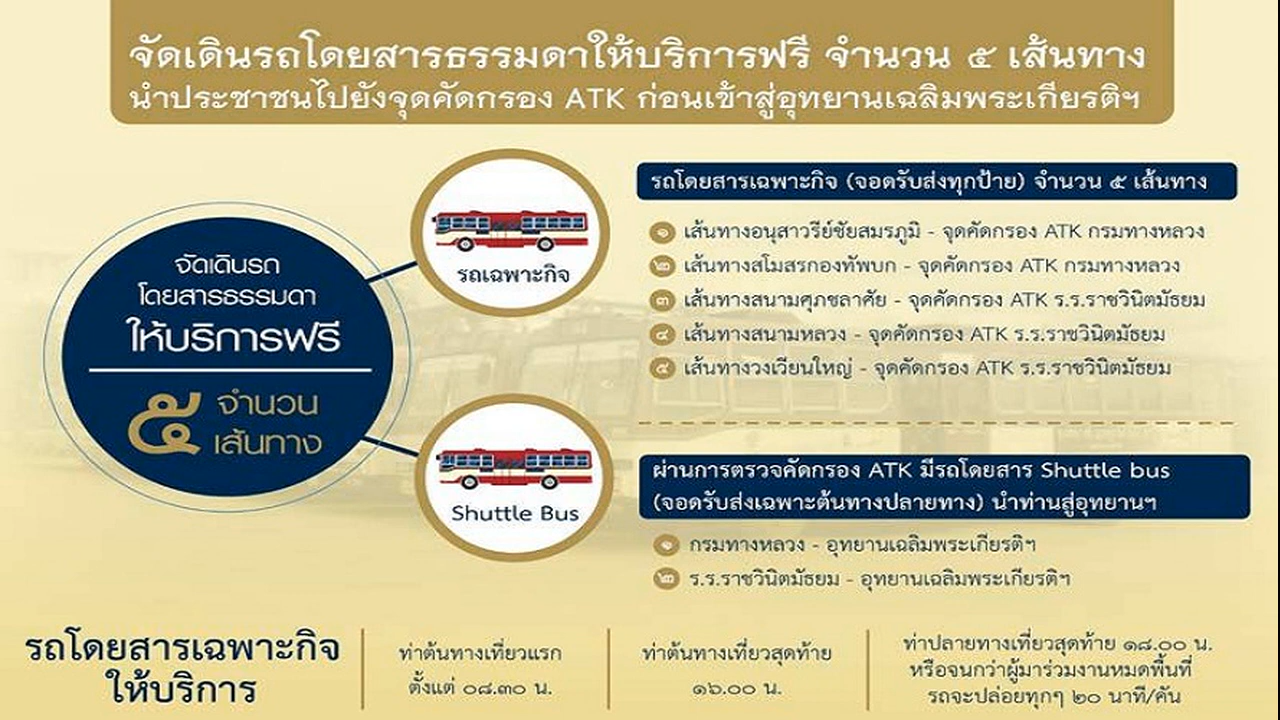 จัดเดินรถโดยสารธรรมดาให้บริการฟรี จำนวน ๕ เส้นทาง
นำประชาชนไปยังจุดคัดกรอง ATK ก่อนเข้าสู่อุทยานเฉลิมพระเกียรติฯ
จัดเดินรถ
โดยสารธรรมดา
ให้บริการฟรี
๕ จำนวน
เส้นทาง
รถเฉพาะกิจ
Shuttle Bus
รถโดยสารเฉพาะกิจ (จอดรับส่งทุกป้าย) จำนวน ๕ เส้นทาง
๑ เส้นทางอนุสาวรีย์ชัยสมรภูมิ - จุดคัดกรอง ATK กรมทางหลวง
๒ เส้นทางสโมสรกองทัพบก - จุดคัดกรอง ATK กรมทางหลวง
๓ เส้นทางสนามศุภชลาศัย - จุดคัดกรอง ATK ร.ร.ราชวินิตมัธยม
๔ เส้นทางสนามหลวง - จุดคัดกรอง ATK ร.ร.ราชวินิตมัธยม
๕ เส้นทางวงเวียนใหญ่ - จุดคัดกรอง ATK ร.ร.ราชวินิตมัธยม
ผ่านการตรวจคัดกรอง ATK มีรถโดยสาร Shuttle bus
(จอดรับส่งเฉพาะต้นทางปลายทาง) นำท่านสู่อุทยานฯ
๑ กรมทางหลวง - อุทยานเฉลิมพระเกียรติฯ
๒ ร.ร.ราชวินิตมัธยม - อุทยานเฉลิมพระเกียรติฯ
รถโดยสารเฉพาะกิจ
ให้บริการ
ท่าต้นทางเที่ยวแรก
ตั้งแต่ ๐๘.๓๐ น.
ท่าต้นทางเที่ยวสุดท้าย
๑๖.๐๐ น.
ท่าปลายทางเที่ยวสุดท้าย ๑๘.๐๐ น.
หรือจนกว่าผู้มาร่วมงานหมดพื้นที่
รถจะปล่อยทุกๆ ๒๐ นาที/คัน